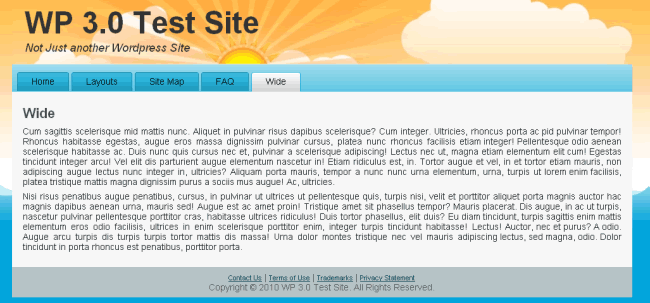 WP 3.0 Test Site
Not Just another Wordpress Site
Home Layouts Site Map FAQ Wide
Wide
Cum sagittis scelerisque mid mattis nunc. Aliquet in pulvinar risus dapibus scelerisque? Cum integer. Ultricies, rhoncus porta ac pid pulvinar tempor!
Rhoncus habitasse egestas, augue eros massa dignissim pulvinar cursus, platea nunc rhoncus facilisis etiam integer! Pellentesque odio aenean
scelerisque habitasse ac. Duis nunc quis cursus nec et, pulvinar a scelerisque adipiscing! Lectus nec ut, magna etiam elementum cum! Egestas
tincidunt integer arcu! Vel elit dis parturient augue elementum nascetur in! Etiam ridiculus est, in. Tortor augue et vel, in et tortor etiam mauris, non
adipiscing augue lectus nunc integer in, ultricies? Aliquam porta mauris, tempor a nunc nunc urna elementum, urna, turpis ut lorem enim facilisis,
platea tristique mattis magna dignissim purus a sociis mus augue! Ac, ultricies.
Nisi risus penatibus augue penatibus, cursus, in pulvinar ut ultrices ut pellentesque quis, turpis nisi, velit et porttitor aliquet porta magnis auctor hac
magnis dapibus aenean urna, mauris sed! Augue est ac amet proin! Tristique amet sit phasellus tempor? Mauris placerat. Dis augue, in ac ut turpis,
nascetur pulvinar pellentesque porttitor cras, habitasse ultrices ridiculus! Duis tortor phasellus, elit duis? Eu diam tincidunt, turpis sagittis enim mattis
elementum eros odio facilisis, ultrices in enim scelerisque porttitor enim, integer turpis tincidunt habitasse! Lectus! Auctor, nec et purus? A odio.
Augue arcu turpis dis turpis turpis tortor mattis dis massa! Urna dolor montes tristique nec vel mauris adipiscing lectus, sed magna, odio. Dolor
tincidunt in porta rhoncus est penatibus, porttitor porta.
Contact Us | Terms of Use | Trademarks | Privacy Statement
Copyright © 2010 WP 3.0 Test Site. All Rights Reserved.